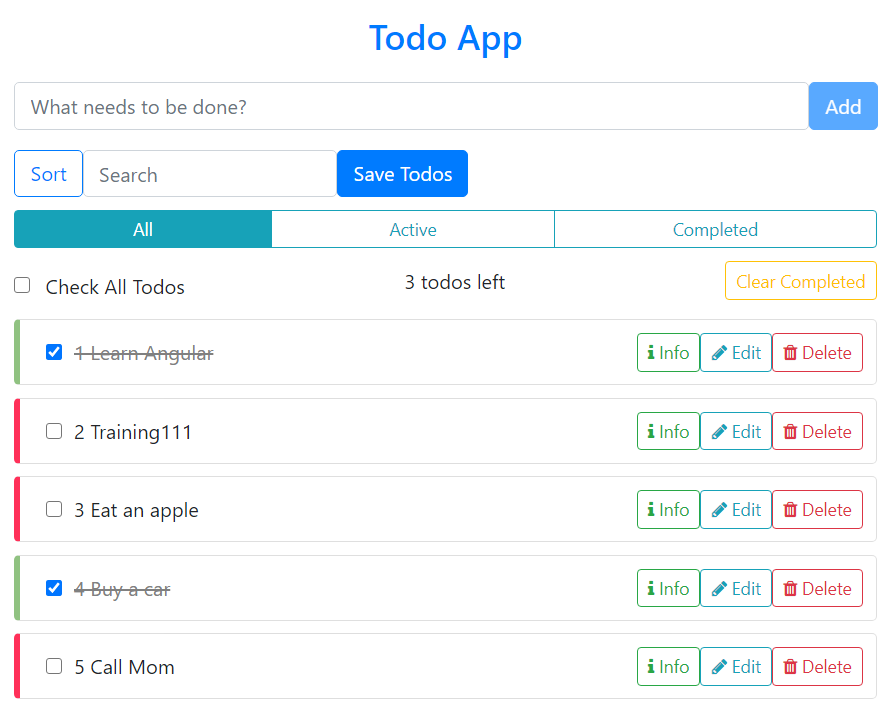 Todo App
What needs to be done? Add
Sort Search Save Todos
All Active Completed
Check All Todos 3 todos left Clear Completed
1 Learn Angular Info Edit Delete
2 Training111 Info Edit Delete
3 Eat an apple Info Edit Delete
4 Buy a car Info Edit Delete
5 Call Mom Info Edit Delete